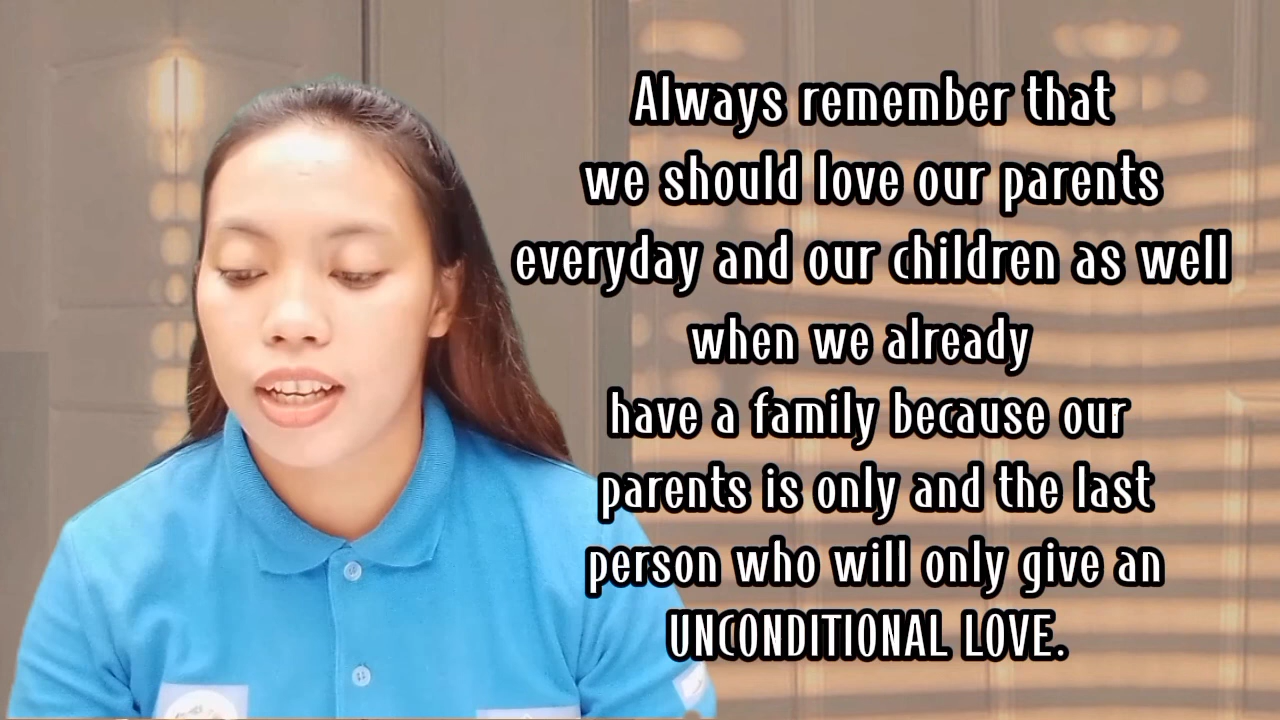 Always remember that
we should love our parents
everyday and our children as well
when we already
have a family because our
parents is only and the last
person who will only give an
UNCONDITIONAL LOVE.